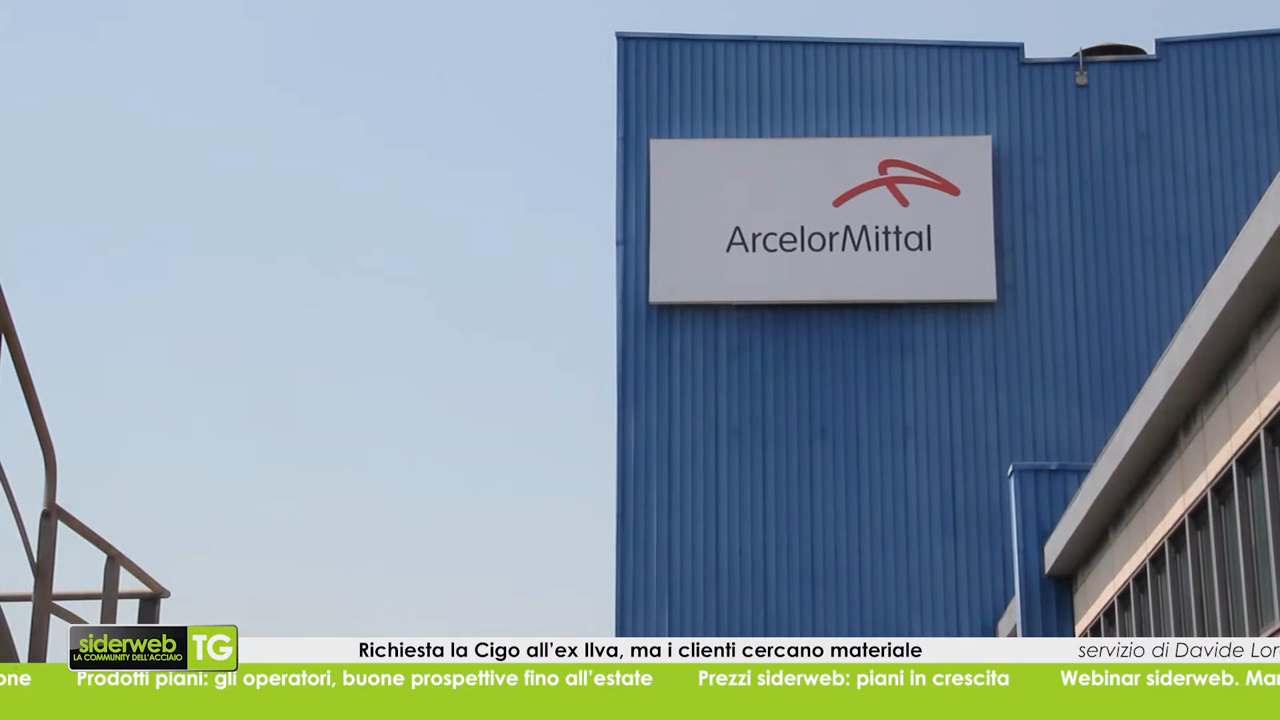 ArcelorMittal
siderweb TG
LA COMMUNITY DELL'ACCIAIO
Richiesta la Cigo all'ex Ilva, ma i clienti cercano materiale
servizio di Davide
Prodotti piani: gli operatori, buone prospettive fino all'estate
Prezzi siderweb: piani in crescita
Webinar siderweb.